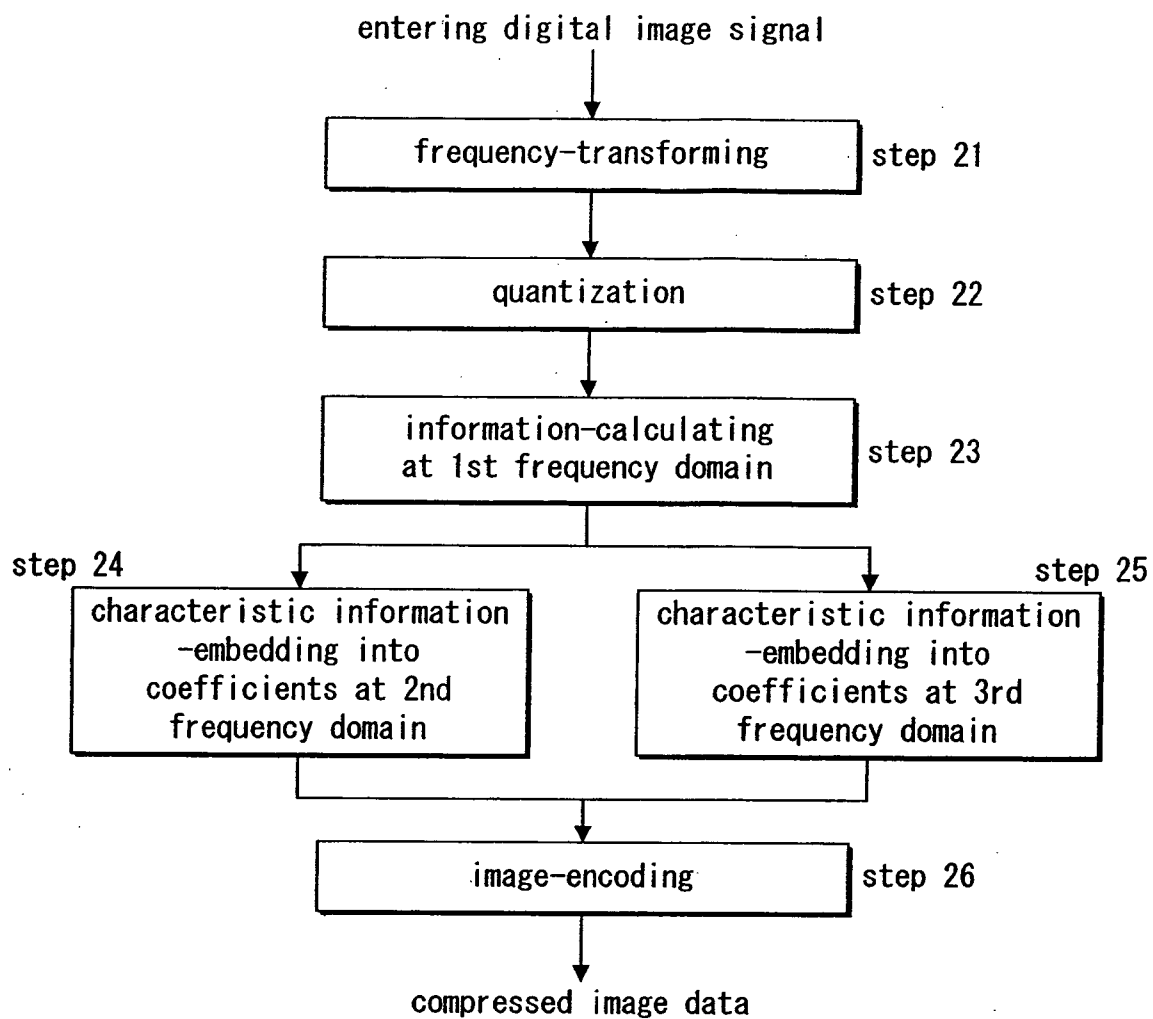 entering digital image signal
frequency-transforming
step 21
quantization
step 22
information-calculating
at 1st frequency domain
step 23
step 24
characteristic information
-embedding into
coefficients at 2nd
frequency domain
step 25
characteristic information
-embedding into
coefficients at 3rd
frequency domain
image-encoding
step 26
compressed image data